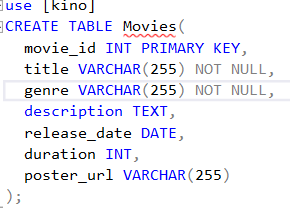 use [kino]
CREATE TABLE Movies(
movie_id INT PRIMARY KEY,
title VARCHAR(255) NOT NULL,
genre VARCHAR(255) NOT NULL,
description TEXT,
release_date DATE,
duration INT,
poster_url VARCHAR(255)
);